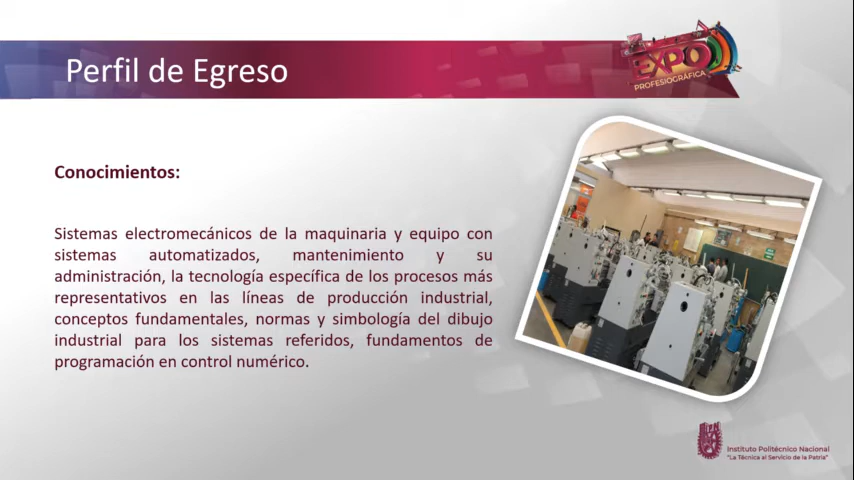 Perfil de Egreso
EXPO
PROFESIOGRÁFICA
Conocimientos:
Sistemas electromecánicos de la maquinaria y equipo con
sistemas automatizados, mantenimiento y su
administración, la tecnología específica de los procesos más
representativos en las líneas de producción industrial,
conceptos fundamentales, normas y simbología del dibujo
industrial para los sistemas referidos, fundamentos de
programación en control numérico.
Instituto Politécnico Nacional
"La Técnica al Servicio de la Patria"